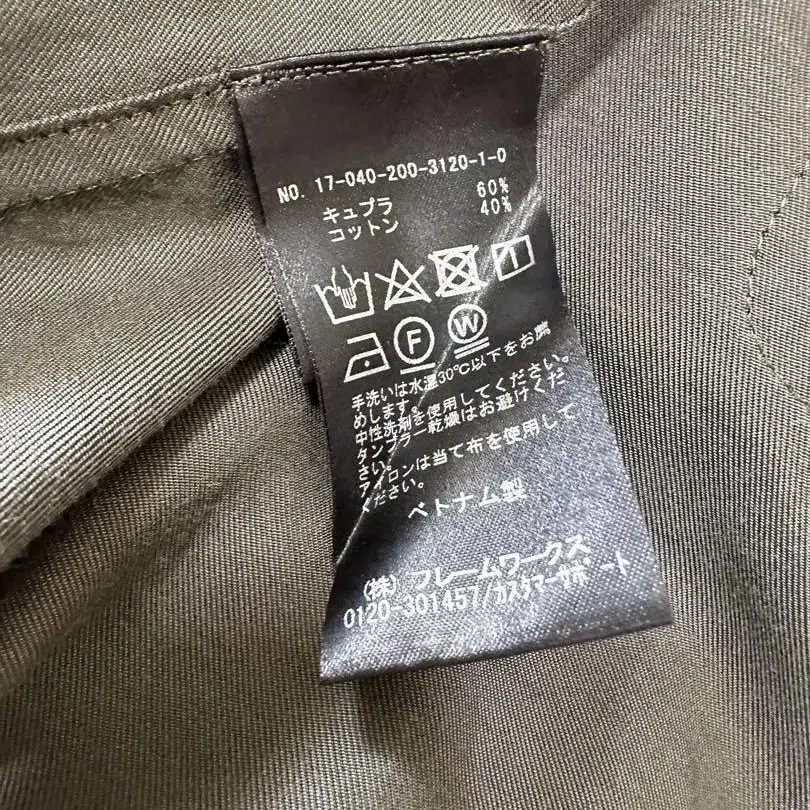 NO. 17-040-200-3120-1-0
キュプラ 60%
コットン 40%
F W
手洗いは水温30℃以下をお薦
めします。
中性洗剤を使用してください。
タンブラー乾燥はお避けくだ
さい。
アイロンは当て布を使用して
ください。
ベトナム製
(株) フレームワークス
0120-301457/カスタマーサポート